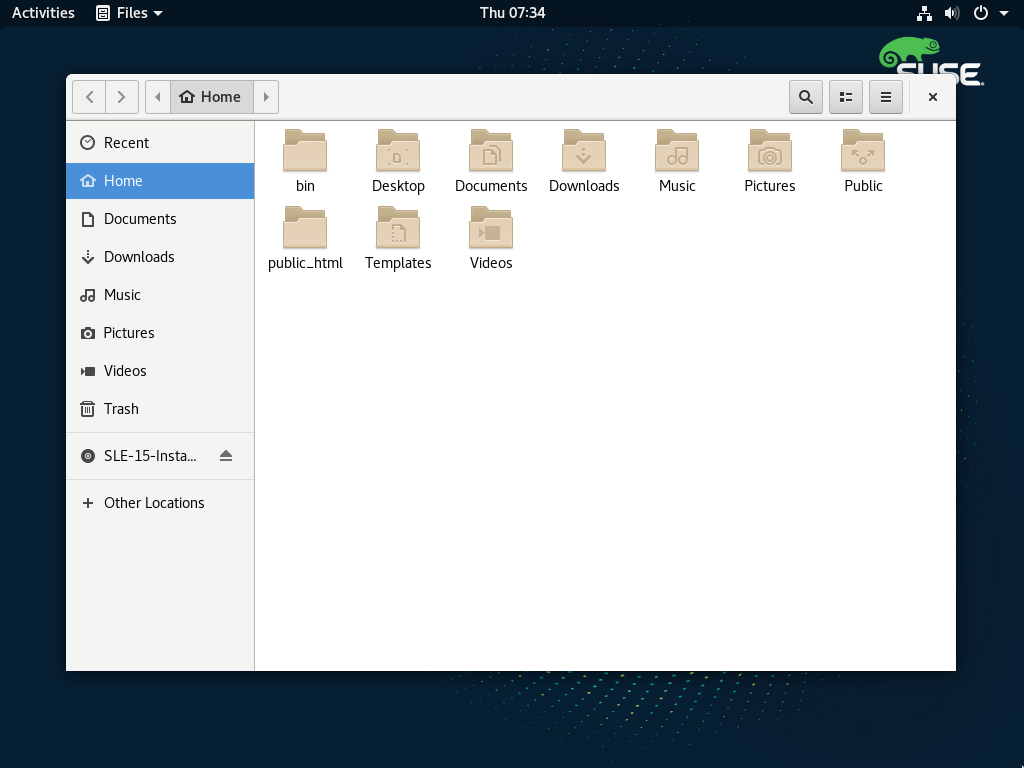 Activities Files Thu 07:34
SUSE
Home
Recent
Home
Documents
Downloads
Music
Pictures
Videos
Trash
SLE-15-Insta...
Other Locations
bin Desktop Documents Downloads Music Pictures Public
public_html Templates Videos